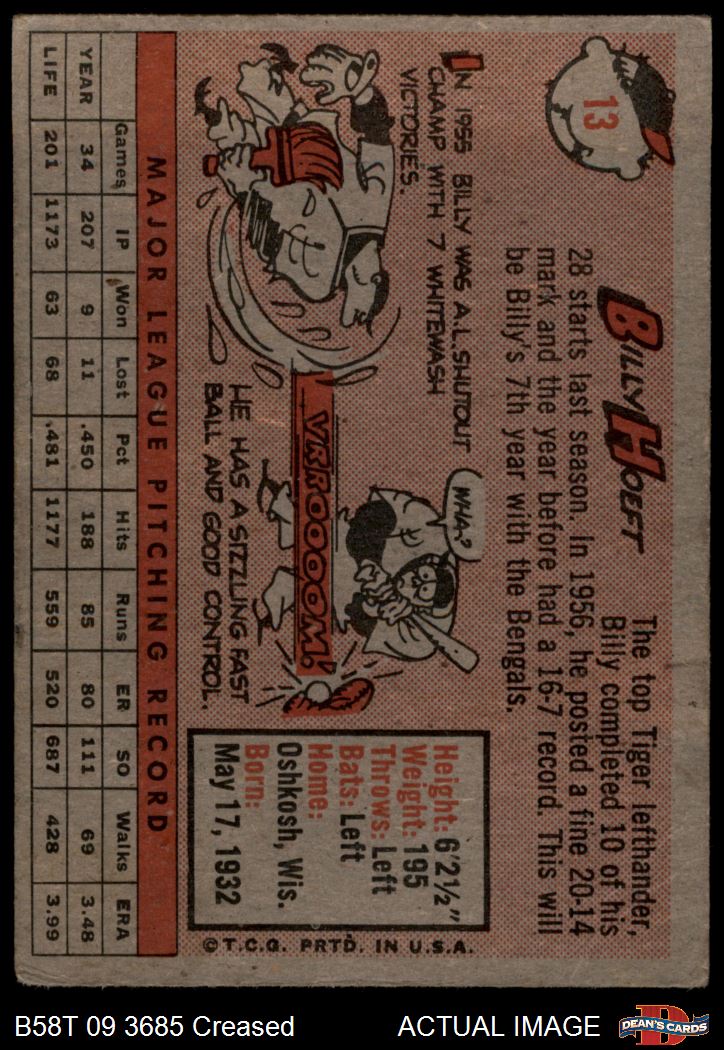 13
BILLY HOEFT
The top Tiger lefthander,
Billy completed 10 of his
28 starts last season. In 1956, he posted a fine 20-14
mark and the year before had a 16-7 record. This will
be Billy's 7th year with the Bengals.
IN 1955 BILLY WAS A.L. SHUTOUT
CHAMP WITH 7 WHITEWASH
VICTORIES.
WHA?
VRROOOOM!
HE HAS A SIZZLING FAST
BALL AND GOOD CONTROL.
Height: 6'2½"
Weight: 195
Throws: Left
Bats: Left
Home:
Oshkosh, Wis.
Born:
May 17, 1932
©T.C.G. PRTD. IN U.S.A.
MAJOR LEAGUE PITCHING RECORD
Games IP Won Lost Pct Hits Runs ER SO Walks ERA
YEAR 34 207 9 11 .450 188 85 80 111 69 3.48
LIFE 201 1173 63 68 .481 1177 559 520 687 428 3.99
B58T 09 3685 Creased ACTUAL IMAGE
D
DEAN'S CARDS